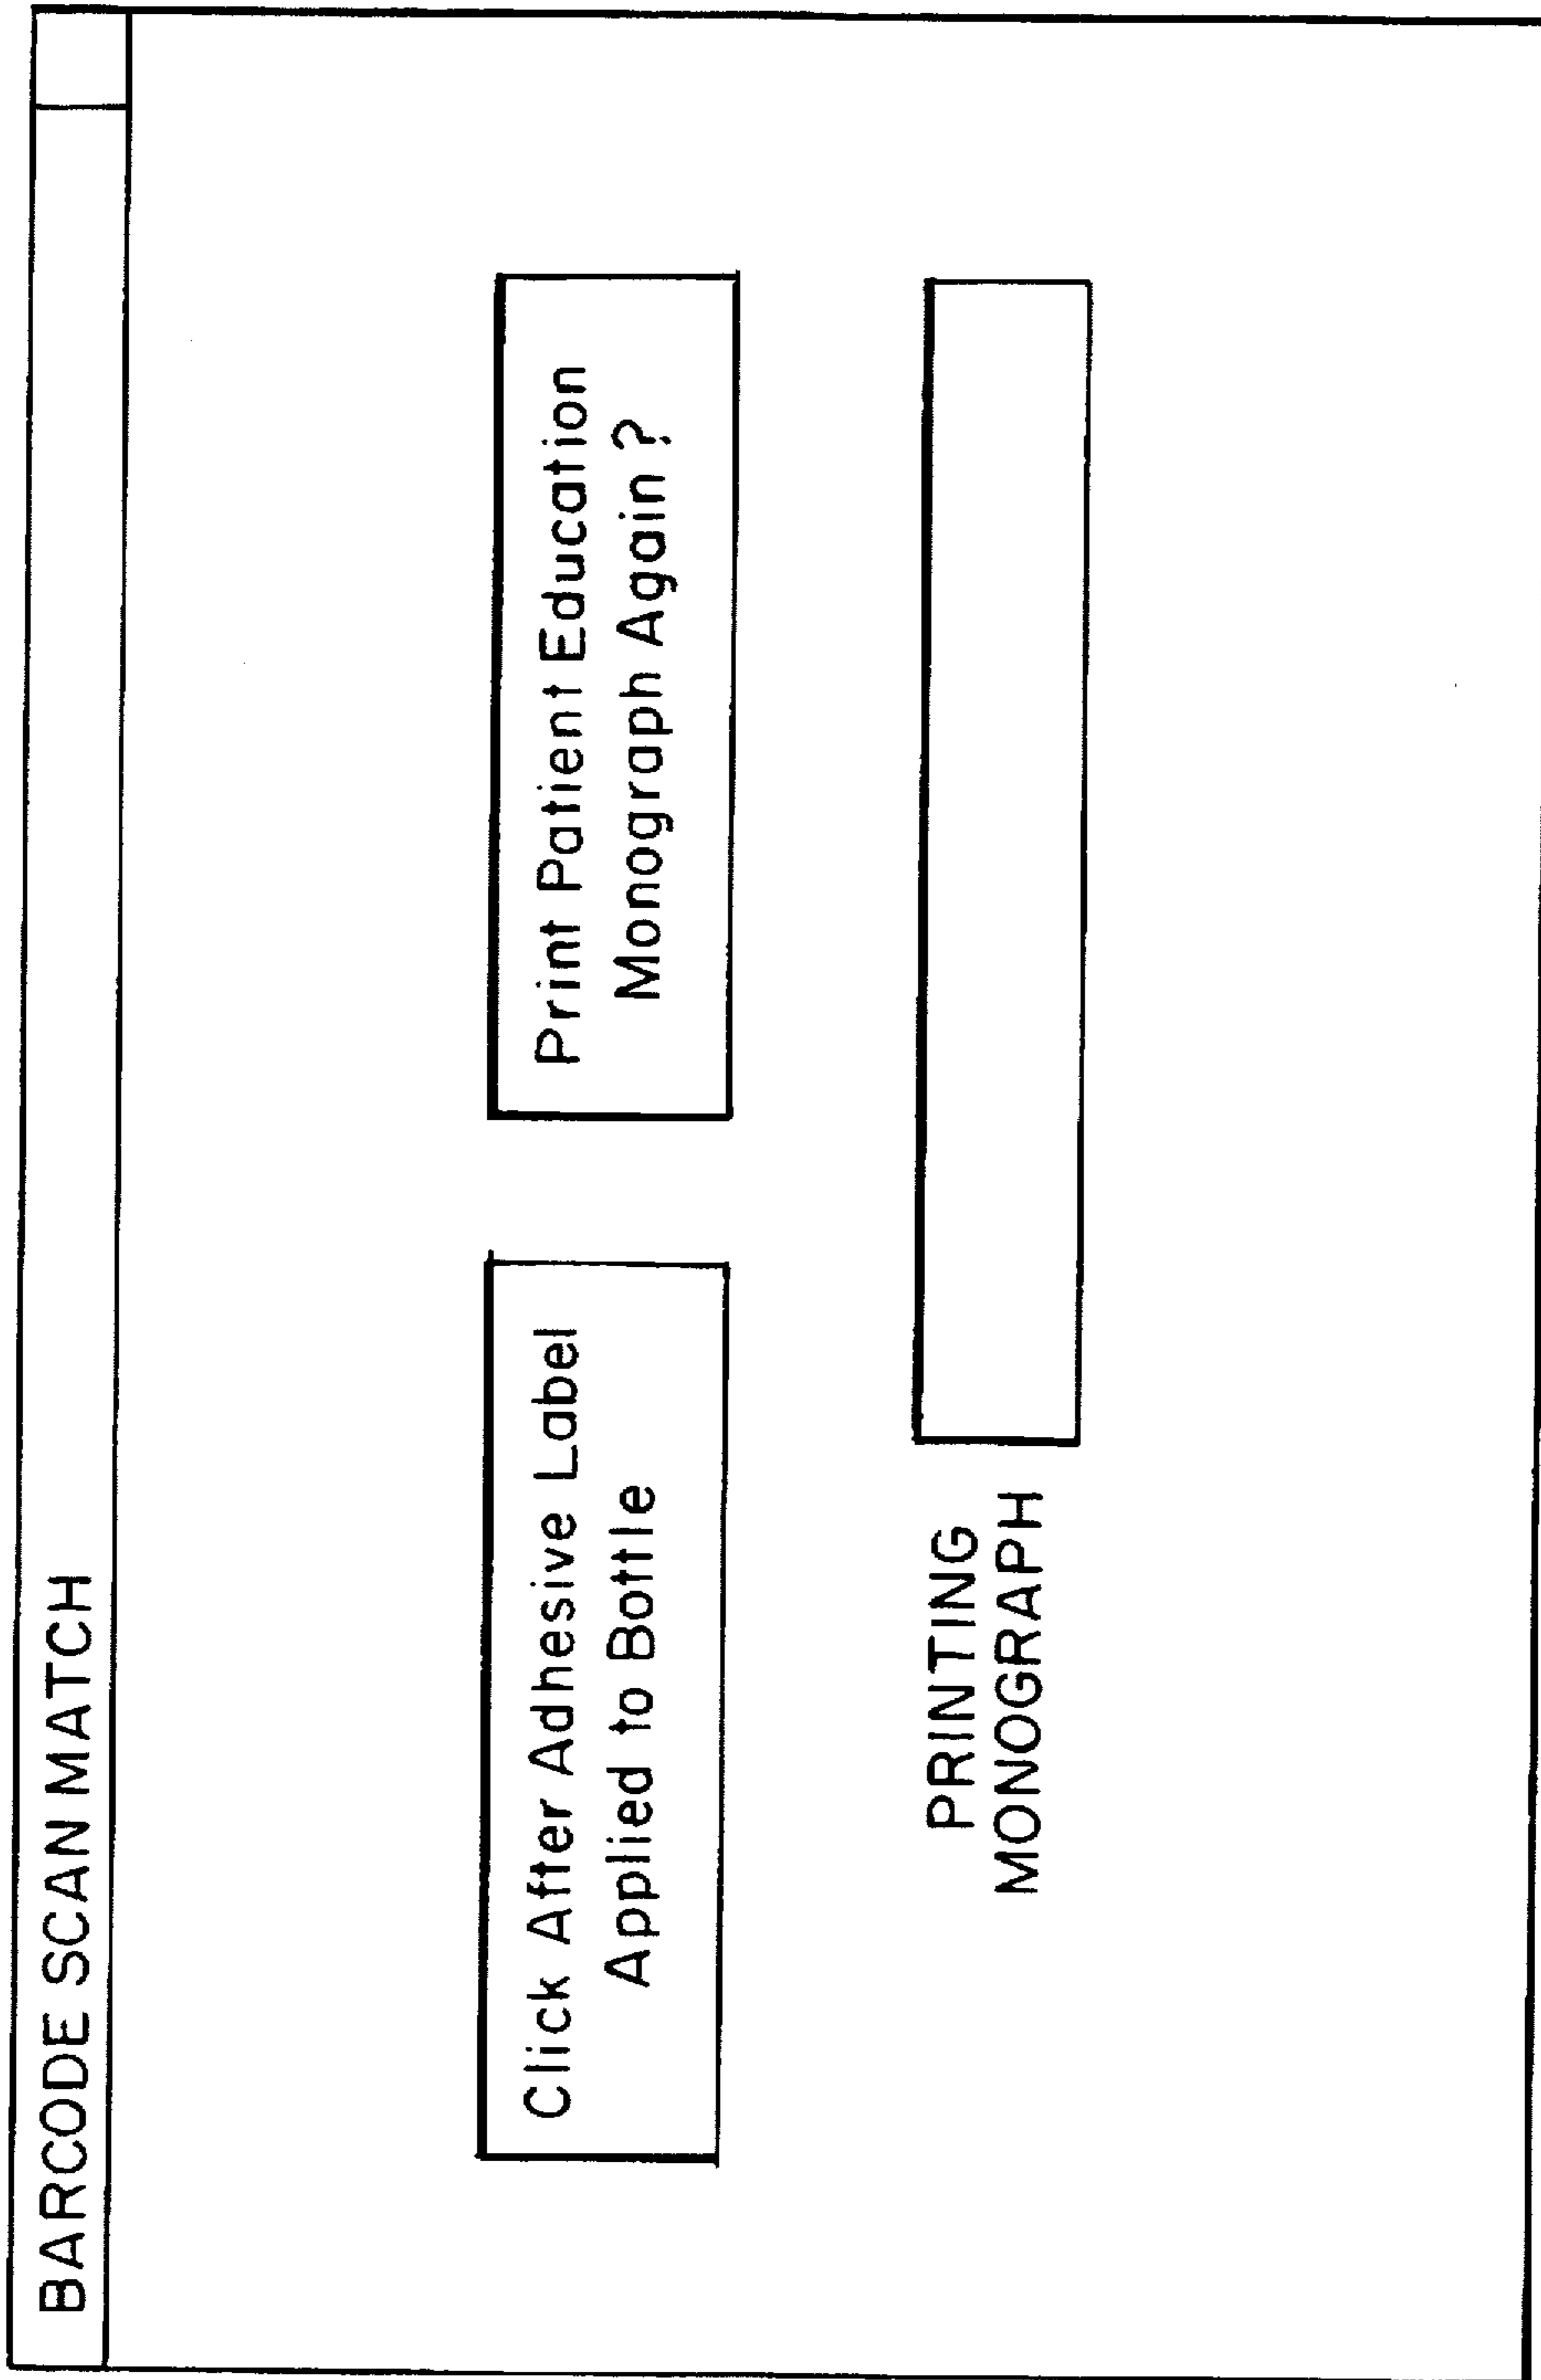 BARCODE SCAN MATCH
Click After Adhesive Label
Applied to Bottle
Print Patient Education
Monograph Again?
PRINTING
MONOGRAPH